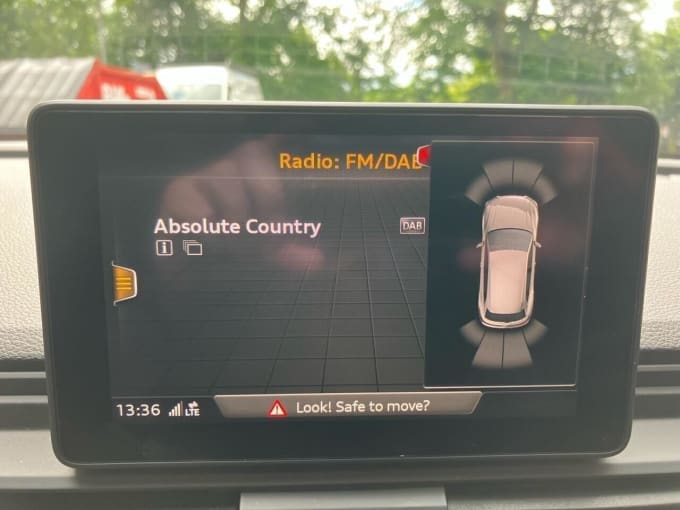 Radio: FM/DAB
Absolute Country
DAB
13:36
LTE
Look! Safe to move?